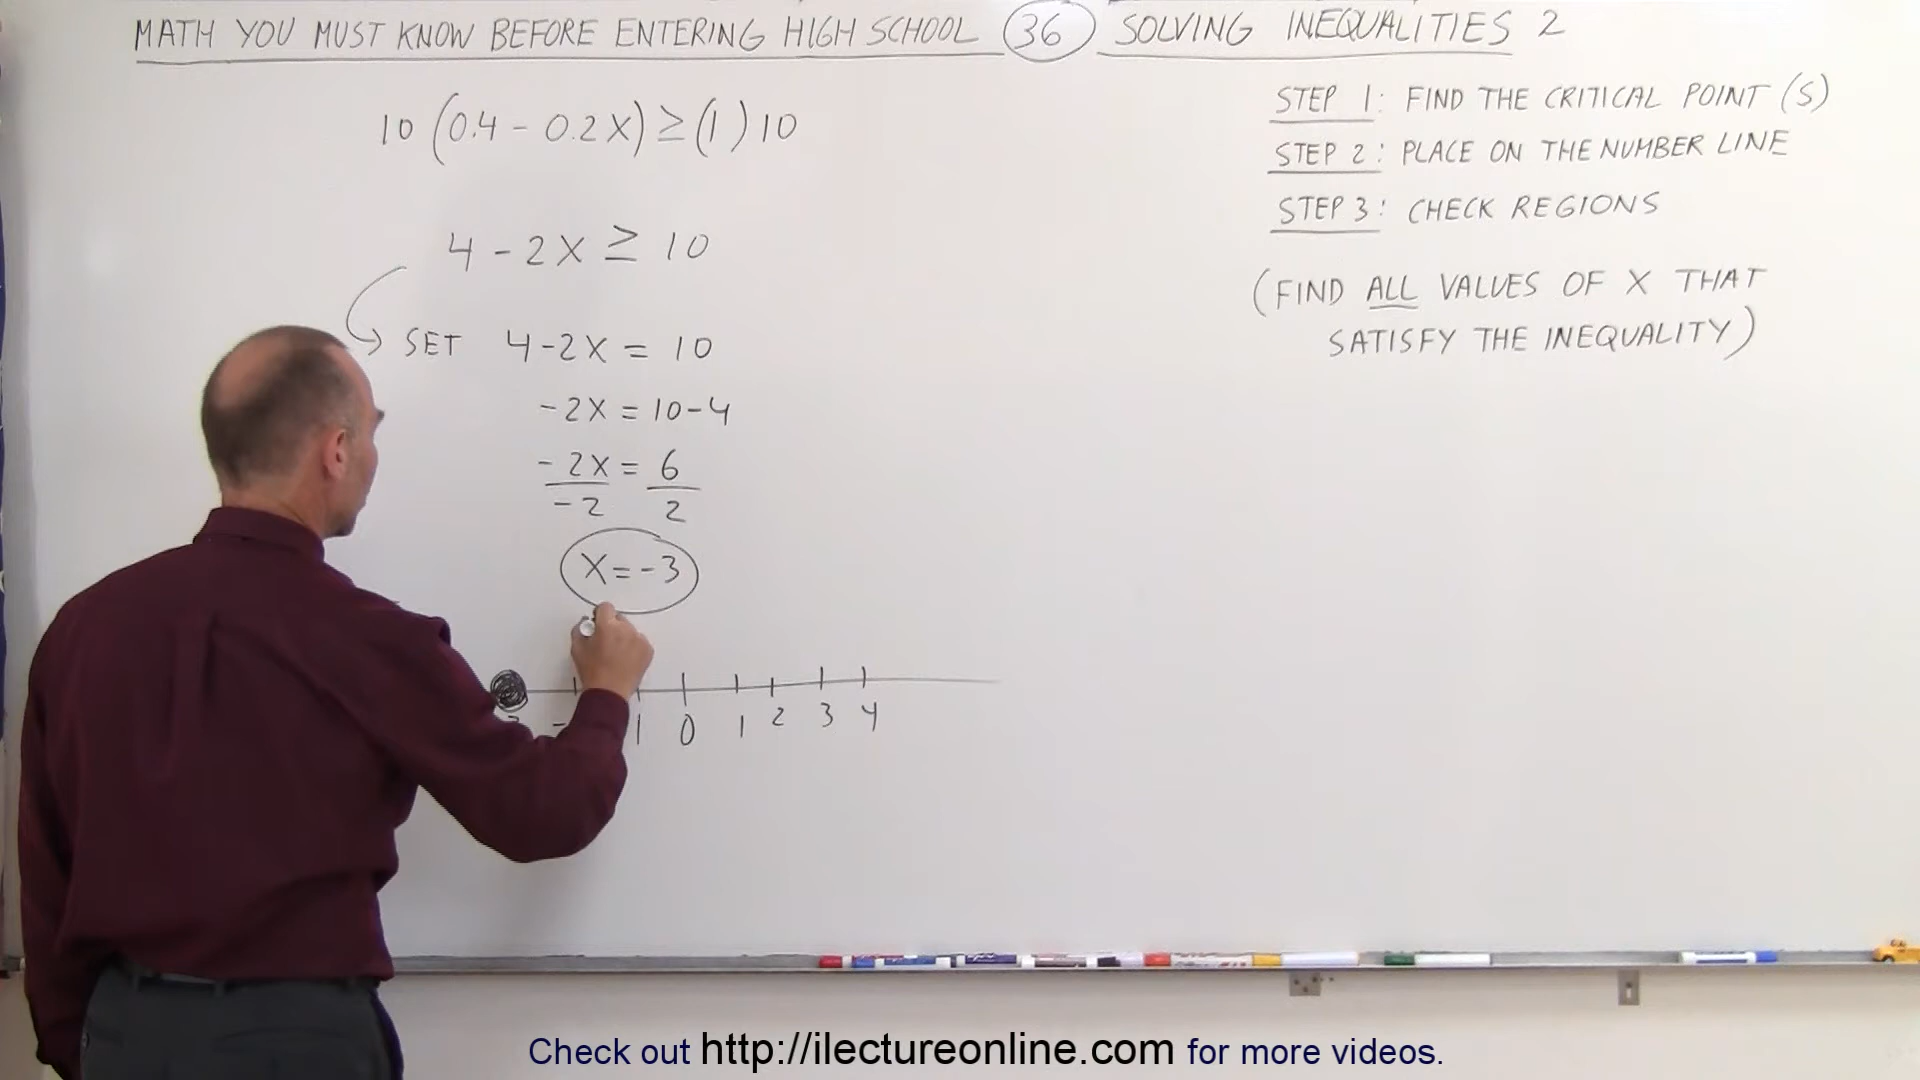 MATH YOU MUST KNOW BEFORE ENTERING HIGH SCHOOL 36 SOLVING INEQUALITIES 2
10 (0.4 - 0.2X) ≥ (1) 10
4 - 2X ≥ 10
SET 4 - 2X = 10
-2X = 10 - 4
-2X = 6
-2 2
X = -3
0 1 2 3 4
STEP 1: FIND THE CRITICAL POINT(S)
STEP 2: PLACE ON THE NUMBER LINE
STEP 3: CHECK REGIONS
(FIND ALL VALUES OF X THAT
SATISFY THE INEQUALITY)
Check out http://ilectureonline.com for more videos.